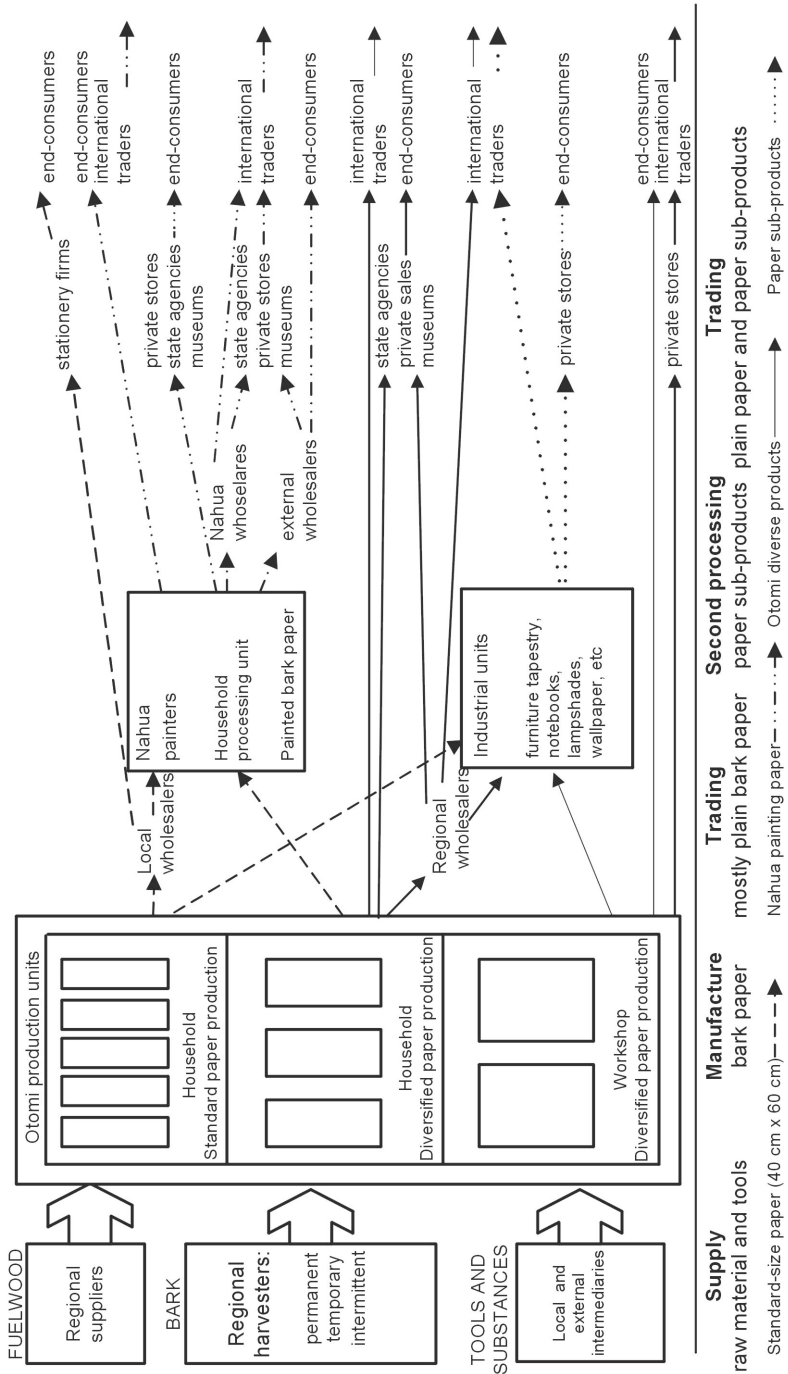 FUELWOOD
Regional
suppliers
BARK
Regional
harvesters:
permanent
temporary
intermittent
TOOLS AND
SUBSTANCES
Local and
external
intermediaries
Otomi production units
Household
Standard paper production
Household
Diversified paper production
Workshop
Diversified paper production
Local
wholesalers
Regional
wholesalers
Nahua
painters
Household
processing unit
Painted bark paper
Industrial units
furniture tapestry,
notebooks,
lampshades,
wallpaper, etc
Nahua
whoselares
external
wholesalers
stationery firms
private stores
state agencies
museums
state agencies
private stores
museums
state agencies
private sales
museums
private stores
private stores
end-consumers
end-consumers
international
traders
end-consumers
international
traders
end-consumers
international
traders
end-consumers
international
traders
end-consumers
end-consumers
international
traders
Supply
raw material and tools
Manufacture
bark paper
Trading
mostly plain bark paper
Second processing
paper sub-products
Trading
plain paper and paper sub-products
Standard-size paper (40 cm x 60 cm)
Nahua painting paper
Otomi diverse products
Paper sub-products